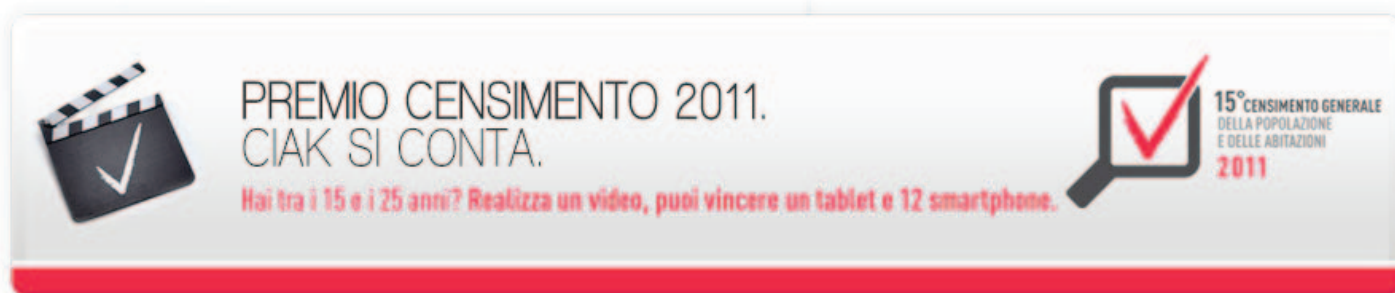 PREMIO CENSIMENTO 2011.
CIAK SI CONTA.
Hai tra i 15 e i 25 anni? Realizza un video, puoi vincere un tablet e 12 smartphone.
15° CENSIMENTO GENERALE
DELLA POPOLAZIONE
E DELLE ABITAZIONI
2011